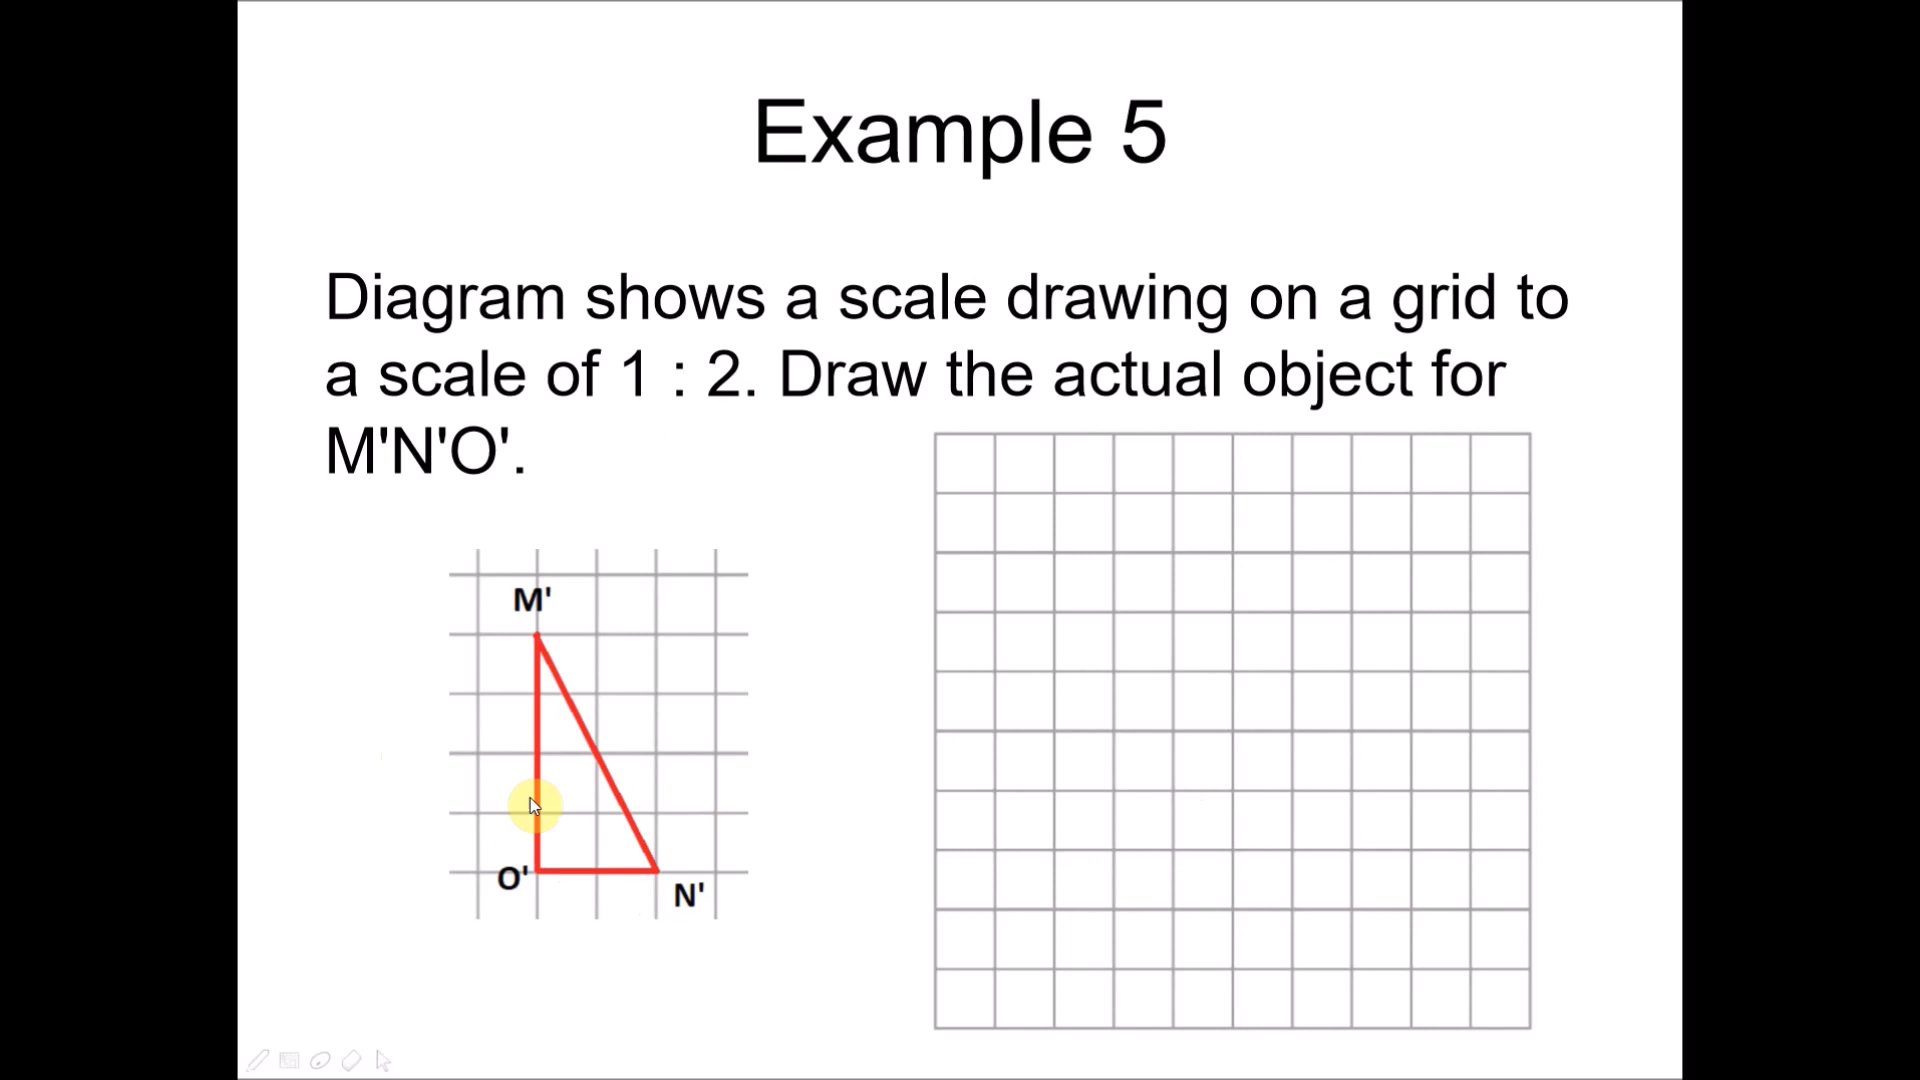 Example 5
Diagram shows a scale drawing on a grid to
a scale of 1 : 2. Draw the actual object for
M'N'O'.
M'
O'
N'